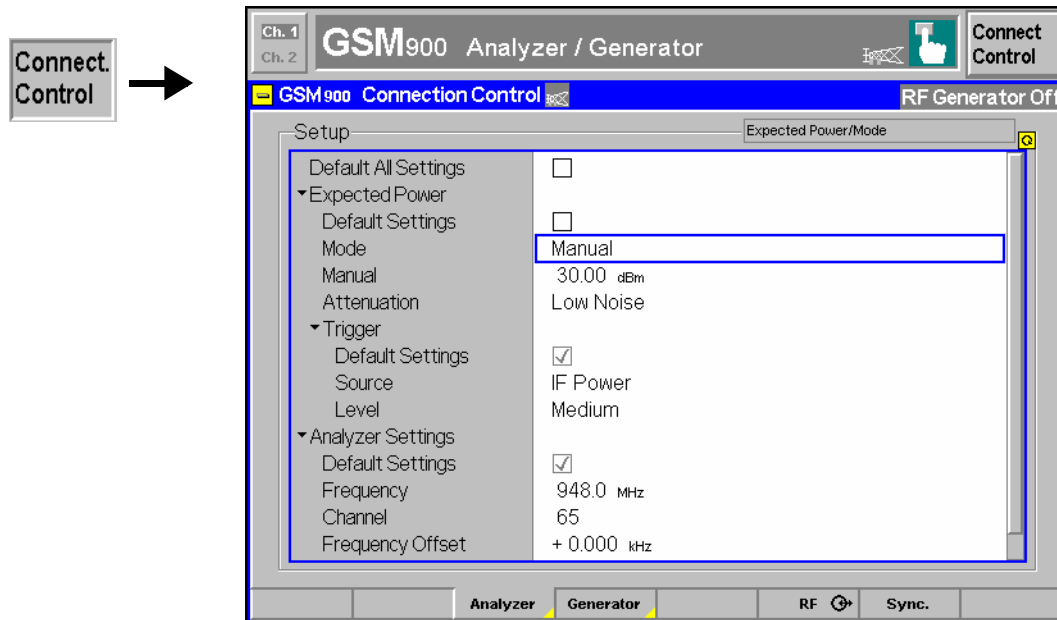 Connect.
Control
Ch. 1
Ch. 2
GSM900 Analyzer / Generator
Connect
Control
GSM900 Connection Control
RF Generator Off
Setup
Expected Power/Mode
Default All Settings
Expected Power
Default Settings
Mode Manual
Manual 30.00 dBm
Attenuation Low Noise
Trigger
Default Settings
Source IF Power
Level Medium
Analyzer Settings
Default Settings
Frequency 948.0 MHz
Channel 65
Frequency Offset + 0.000 kHz
Analyzer Generator RF Sync.